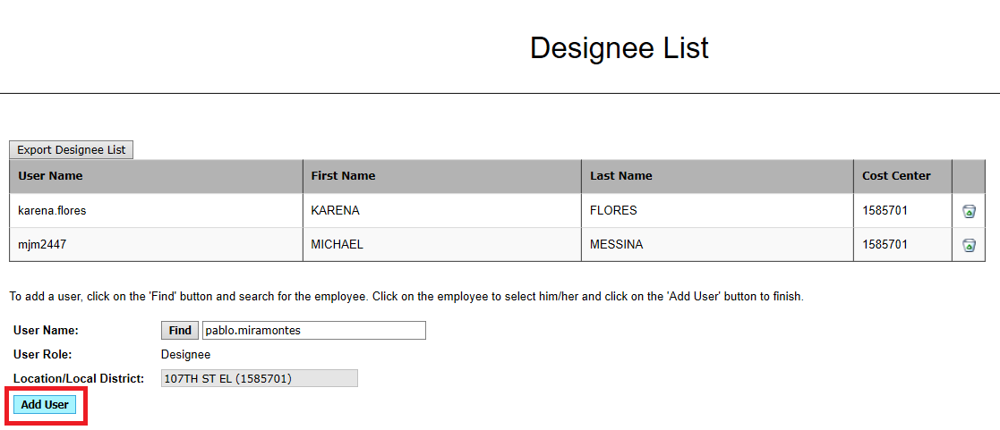 Designee List
Export Designee List
User Name First Name Last Name Cost Center
karena.flores KARENA FLORES 1585701
mjm2447 MICHAEL MESSINA 1585701
To add a user, click on the 'Find' button and search for the employee. Click on the employee to select him/her and click on the 'Add User' button to finish.
User Name: Find pablo.miramontes
User Role: Designee
Location/Local District: 107TH ST EL (1585701)
Add User